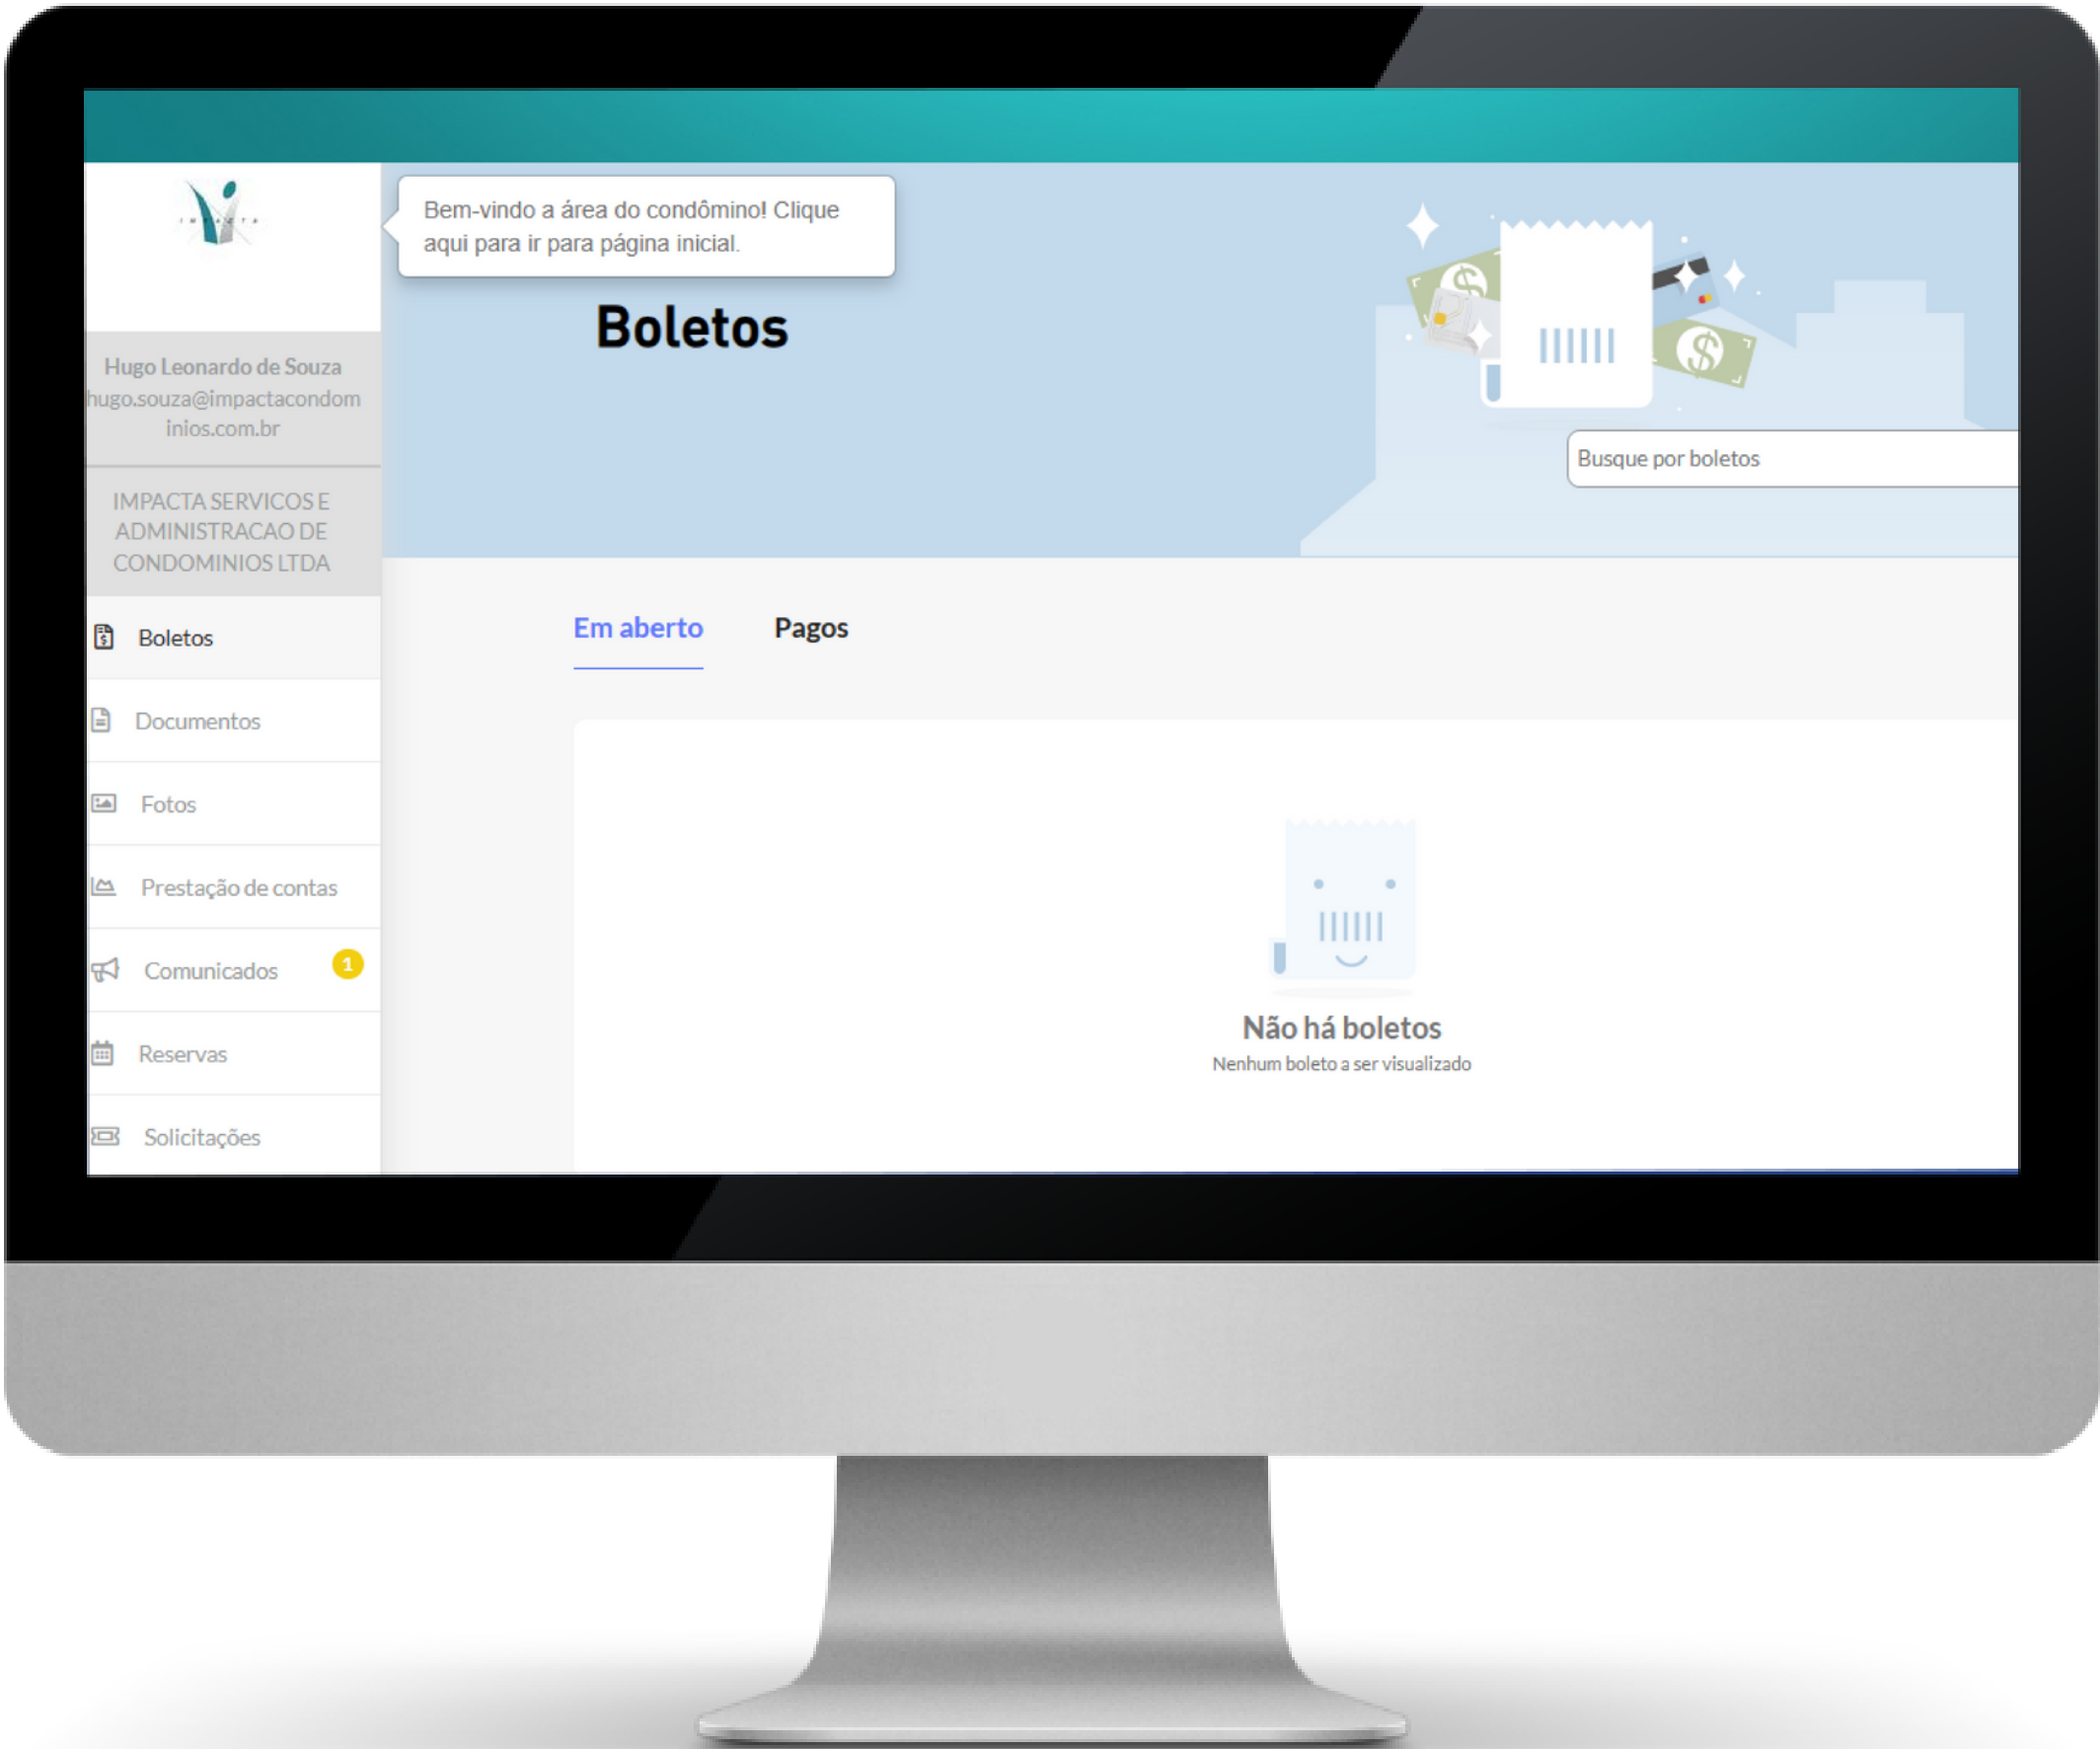 IMPACTA
Bem-vindo a área do condômino! Clique
aqui para ir para página inicial.
Boletos
Hugo Leonardo de Souza
hugo.souza@impactacondom
inios.com.br
Busque por boletos
IMPACTA SERVICOS E
ADMINISTRACAO DE
CONDOMINIOS LTDA
Boletos
Em aberto
Pagos
Documentos
Fotos
Prestação de contas
Comunicados
1
Reservas
Solicitações
Não há boletos
Nenhum boleto a ser visualizado